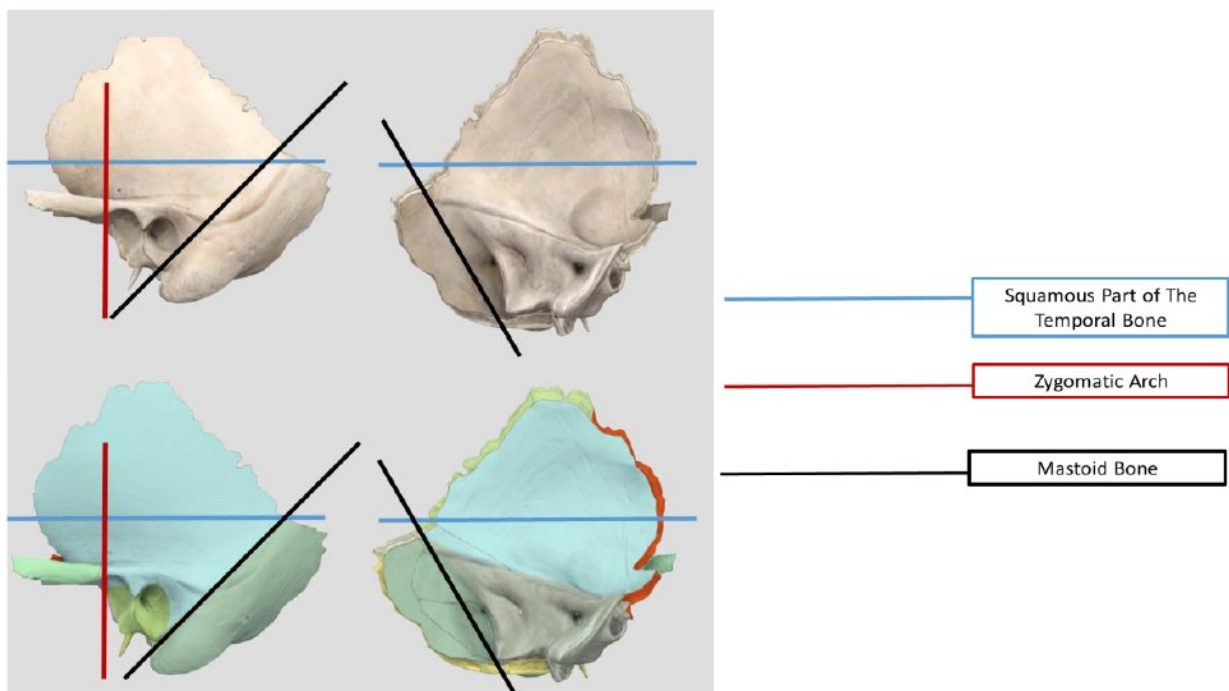 Squamous Part of The
Temporal Bone
Zygomatic Arch
Mastoid Bone